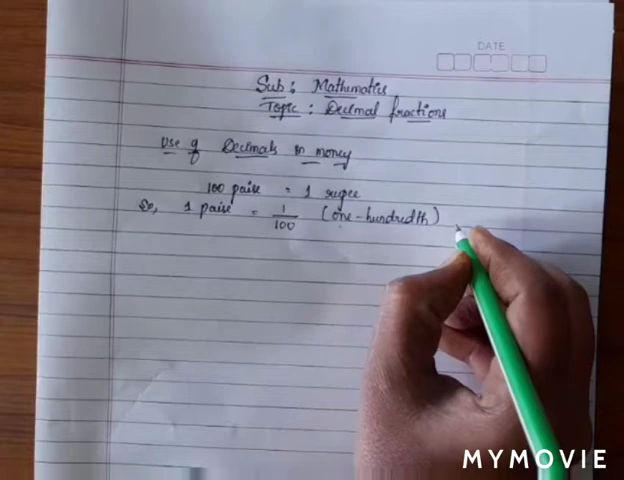 DATE
Sub: Mathematics
Topic: Decimal fractions
Use of Decimals in money
100 paise = 1 rupee
So, 1 paise = 1/100 (one-hundredth)
MYMOVIE